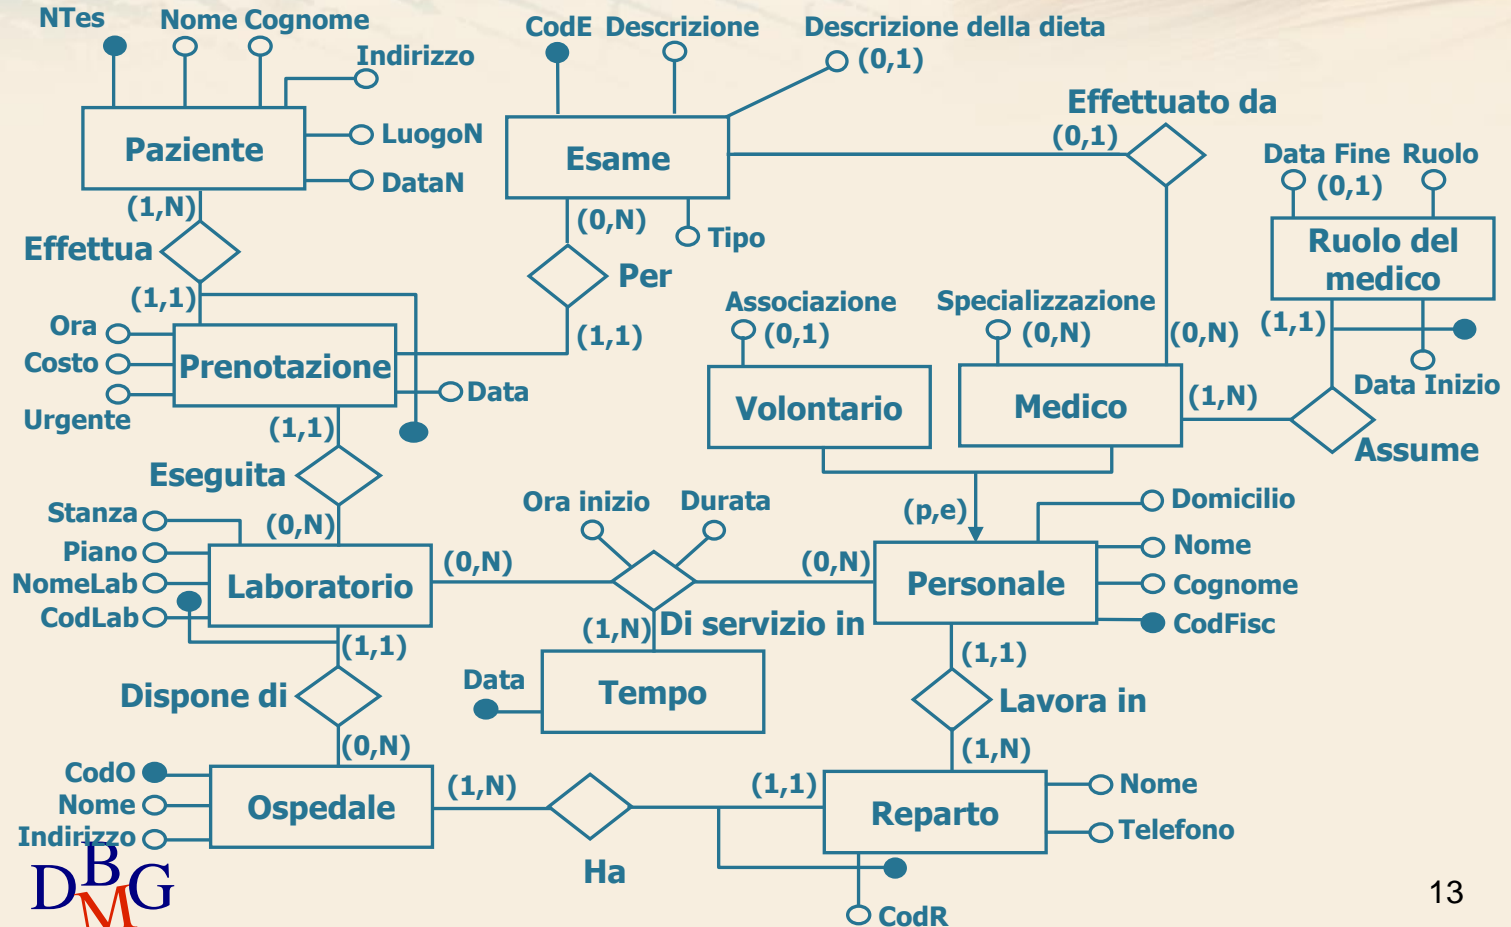 NTes
Nome Cognome
CodE Descrizione
Descrizione della dieta
(0,1)
Indirizzo
Effettuato da
(0,1)
Paziente
LuogoN
DataN
Esame
Data Fine Ruolo
(0,1)
(1,N)
Effettua
(0,N)
Tipo
Ruolo del
medico
Per
(1,1)
Ora
Costo
Urgente
Prenotazione
(1,1)
Data
Associazione
(0,1)
Specializzazione
(0,N)
(0,N)
(1,1)
Volontario
Medico
(1,N)
Data Inizio
Assume
(1,1)
Eseguita
(0,N)
Stanza
Piano
NomeLab
CodLab
Laboratorio
(0,N)
Ora inizio
Durata
(0,N)
(p,e)
Domicilio
Nome
Cognome
CodFisc
Personale
Di servizio in
(1,N)
(1,1)
(1,1)
Dispone di
(0,N)
Data
Tempo
Lavora in
(1,N)
CodO
Nome
Indirizzo
Ospedale
(1,N)
Ha
(1,1)
Reparto
Nome
Telefono
CodR
DBMG
13